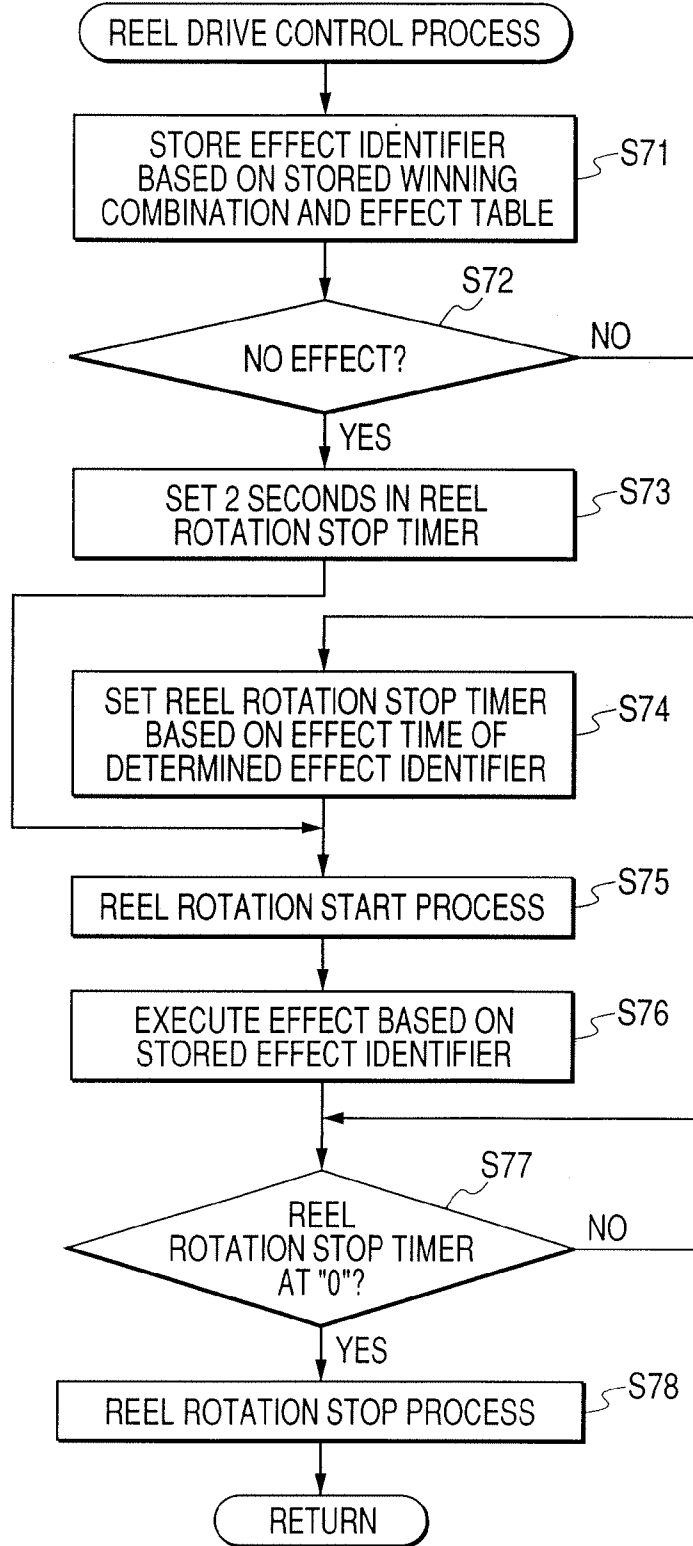 REEL DRIVE CONTROL PROCESS
STORE EFFECT IDENTIFIER
BASED ON STORED WINNING
COMBINATION AND EFFECT TABLE
S71
S72
NO EFFECT?
NO
YES
SET 2 SECONDS IN REEL
ROTATION STOP TIMER
S73
SET REEL ROTATION STOP TIMER
BASED ON EFFECT TIME OF
DETERMINED EFFECT IDENTIFIER
S74
REEL ROTATION START PROCESS
S75
EXECUTE EFFECT BASED ON
STORED EFFECT IDENTIFIER
S76
S77
REEL
ROTATION STOP TIMER
AT "0"?
NO
YES
REEL ROTATION STOP PROCESS
S78
RETURN